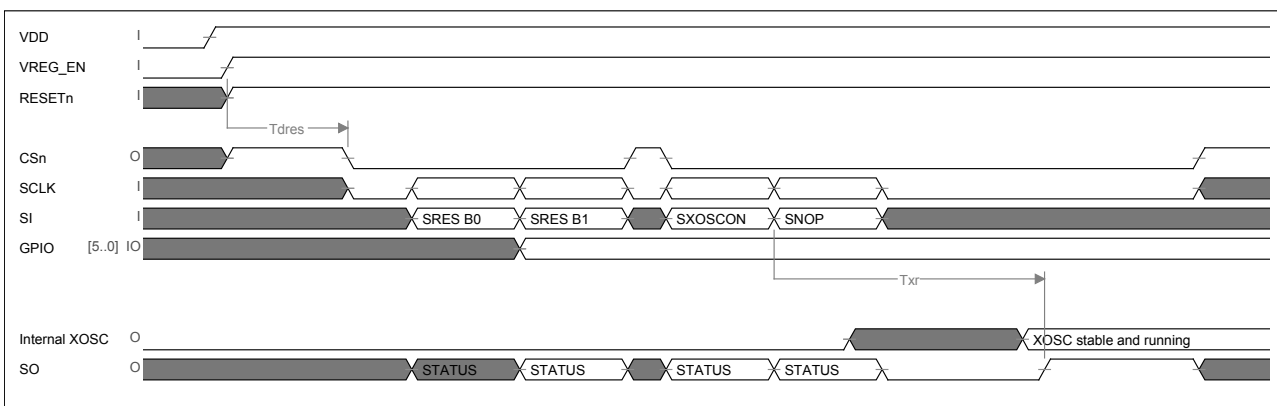 VDD I
VREG_EN I
RESETn I
Tdres
CSn O
SCLK I
SI I SRES B0 SRES B1 SXOSCON SNOP
GPIO [5..0] IO
Txr
Internal XOSC O XOSC stable and running
SO O STATUS STATUS STATUS STATUS